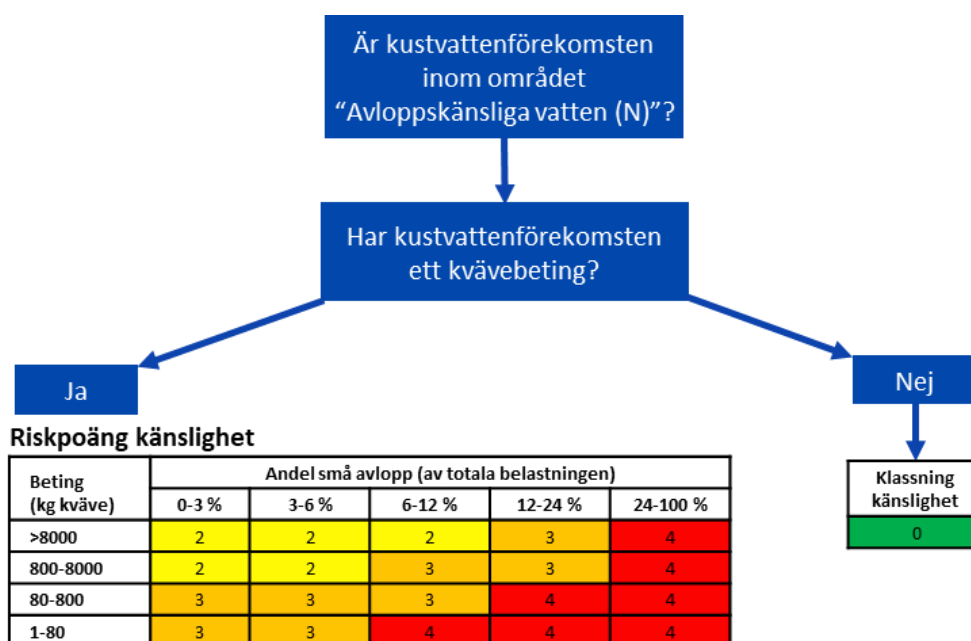 Är kustvattenförekomsten
inom området
“Avloppskänsliga vatten (N)”?
Har kustvattenförekomsten
ett kvävebeting?
Ja
Nej
Riskpoäng känslighet
Beting
(kg kväve)
Andel små avlopp (av totala belastningen)
0-3 % 3-6 % 6-12 % 12-24 % 24-100 %
>8000 2 2 2 3 4
800-8000 2 2 3 3 4
80-800 3 3 3 4 4
1-80 3 3 4 4 4
Klassning
känslighet
0